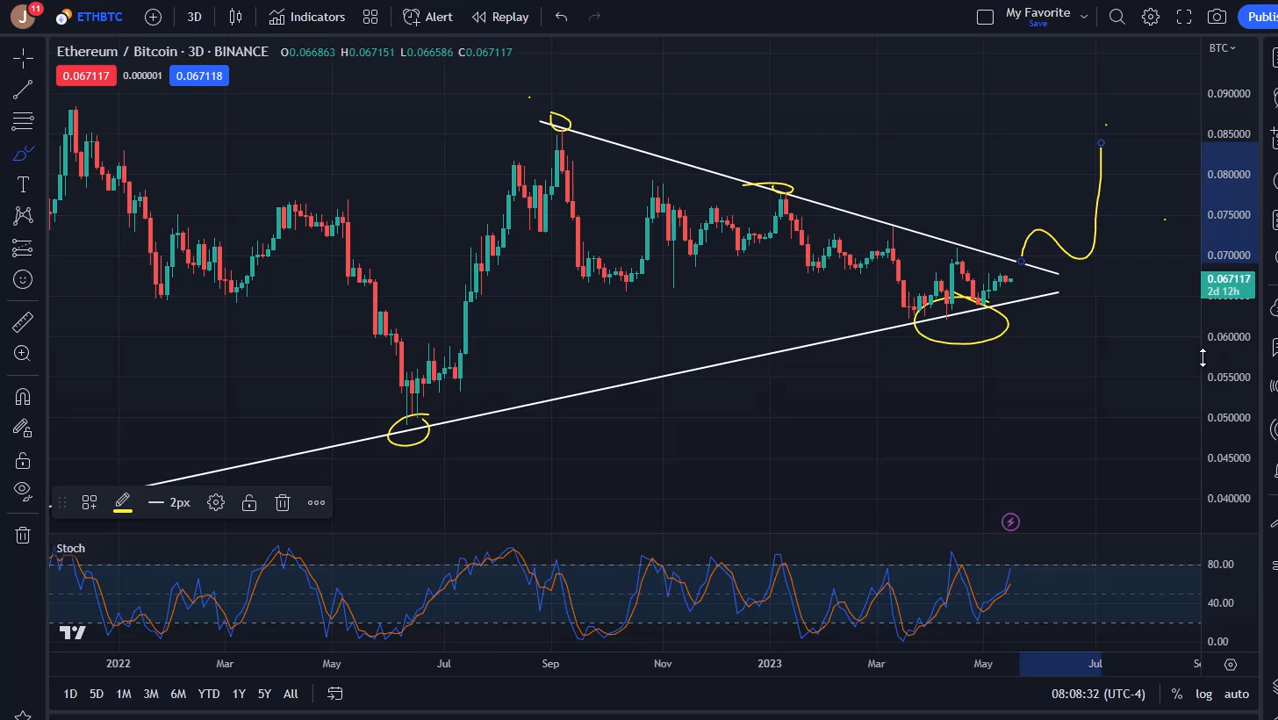 J 11 ETHBTC 3D Indicators Alert Replay My Favorite Save Publis
Ethereum / Bitcoin · 3D · BINANCE O0.066863 H0.067151 L0.066586 C0.067117 BTC
0.067117 0.000001 0.067118
0.090000
0.085000
0.080000
0.075000
0.070000
0.067117
2d 12h
0.060000
0.055000
0.050000
0.045000
0.040000
2px
Stoch
80.00
40.00
0.00
2022 Mar May Jul Sep Nov 2023 Mar May Jul
1D 5D 1M 3M 6M YTD 1Y 5Y All 08:08:32 (UTC-4) % log auto